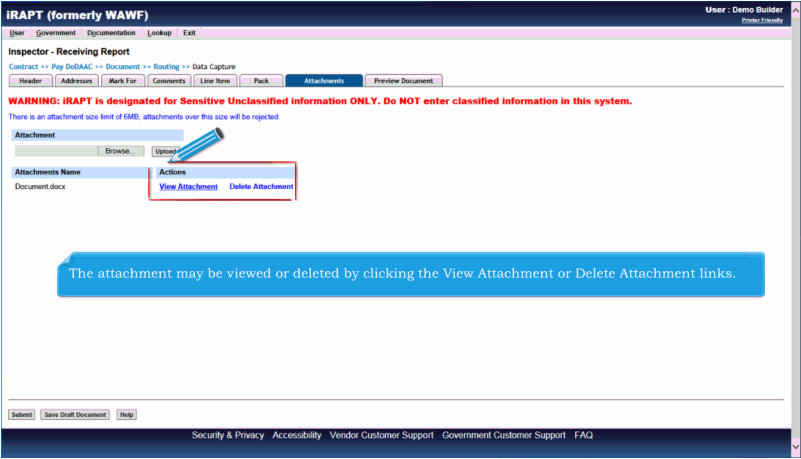 iRAPT (formerly WAWF)
User : Demo Builder
Printer Friendly
User Government Documentation Lookup Exit
Inspector - Receiving Report
Contract >> Pay DoDAAC >> Document >> Routing >> Data Capture
Header Addresses Mark For Comments Line Item Pack Attachments Preview Document
WARNING: iRAPT is designated for Sensitive Unclassified information ONLY. Do NOT enter classified information in this system.
There is an attachment size limit of 6MB, attachments over this size will be rejected.
Attachment
Browse... Upload
Attachments Name Actions
Document.docx View Attachment Delete Attachment
The attachment may be viewed or deleted by clicking the View Attachment or Delete Attachment links.
Submit Save Draft Document Help
Security & Privacy Accessibility Vendor Customer Support Government Customer Support FAQ